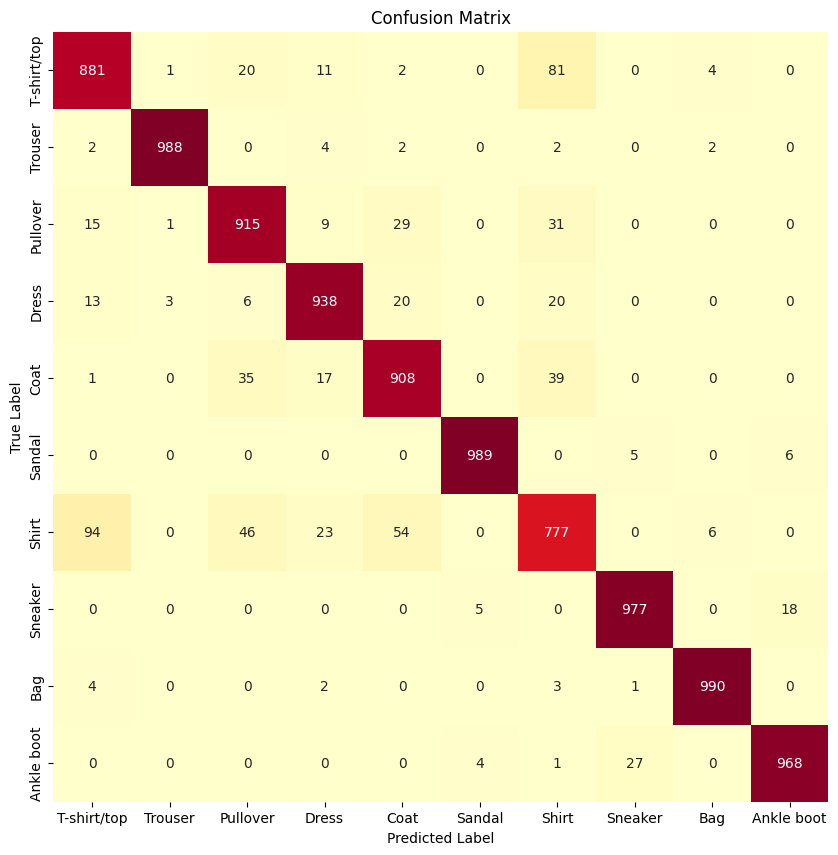 Confusion Matrix
True Label
T-shirt/top 881 1 20 11 2 0 81 0 4 0
Trouser 2 988 0 4 2 0 2 0 2 0
Pullover 15 1 915 9 29 0 31 0 0 0
Dress 13 3 6 938 20 0 20 0 0 0
Coat 1 0 35 17 908 0 39 0 0 0
Sandal 0 0 0 0 0 989 0 5 0 6
Shirt 94 0 46 23 54 0 777 0 6 0
Sneaker 0 0 0 0 0 5 0 977 0 18
Bag 4 0 0 2 0 0 3 1 990 0
Ankle boot 0 0 0 0 0 4 1 27 0 968
T-shirt/top Trouser Pullover Dress Coat Sandal Shirt Sneaker Bag Ankle boot
Predicted Label